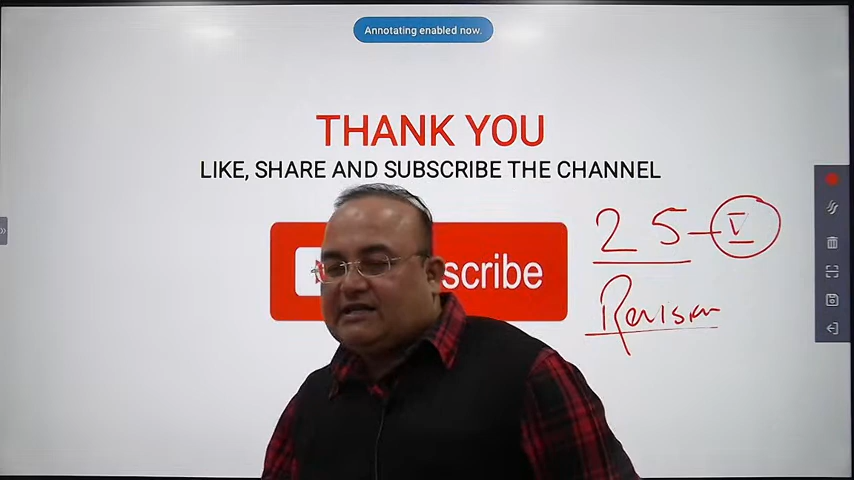 Annotating enabled now.
THANK YOU
LIKE, SHARE AND SUBSCRIBE THE CHANNEL
scribe
25 - V
Revision